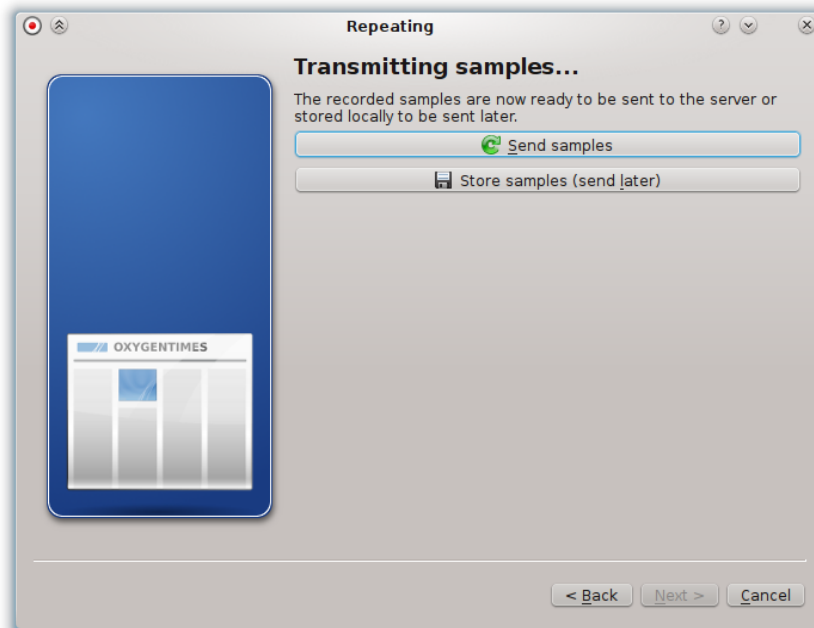 Repeating
Transmitting samples...
The recorded samples are now ready to be sent to the server or
stored locally to be sent later.
Send samples
Store samples (send later)
OXYGENTIMES
< Back
Next >
Cancel